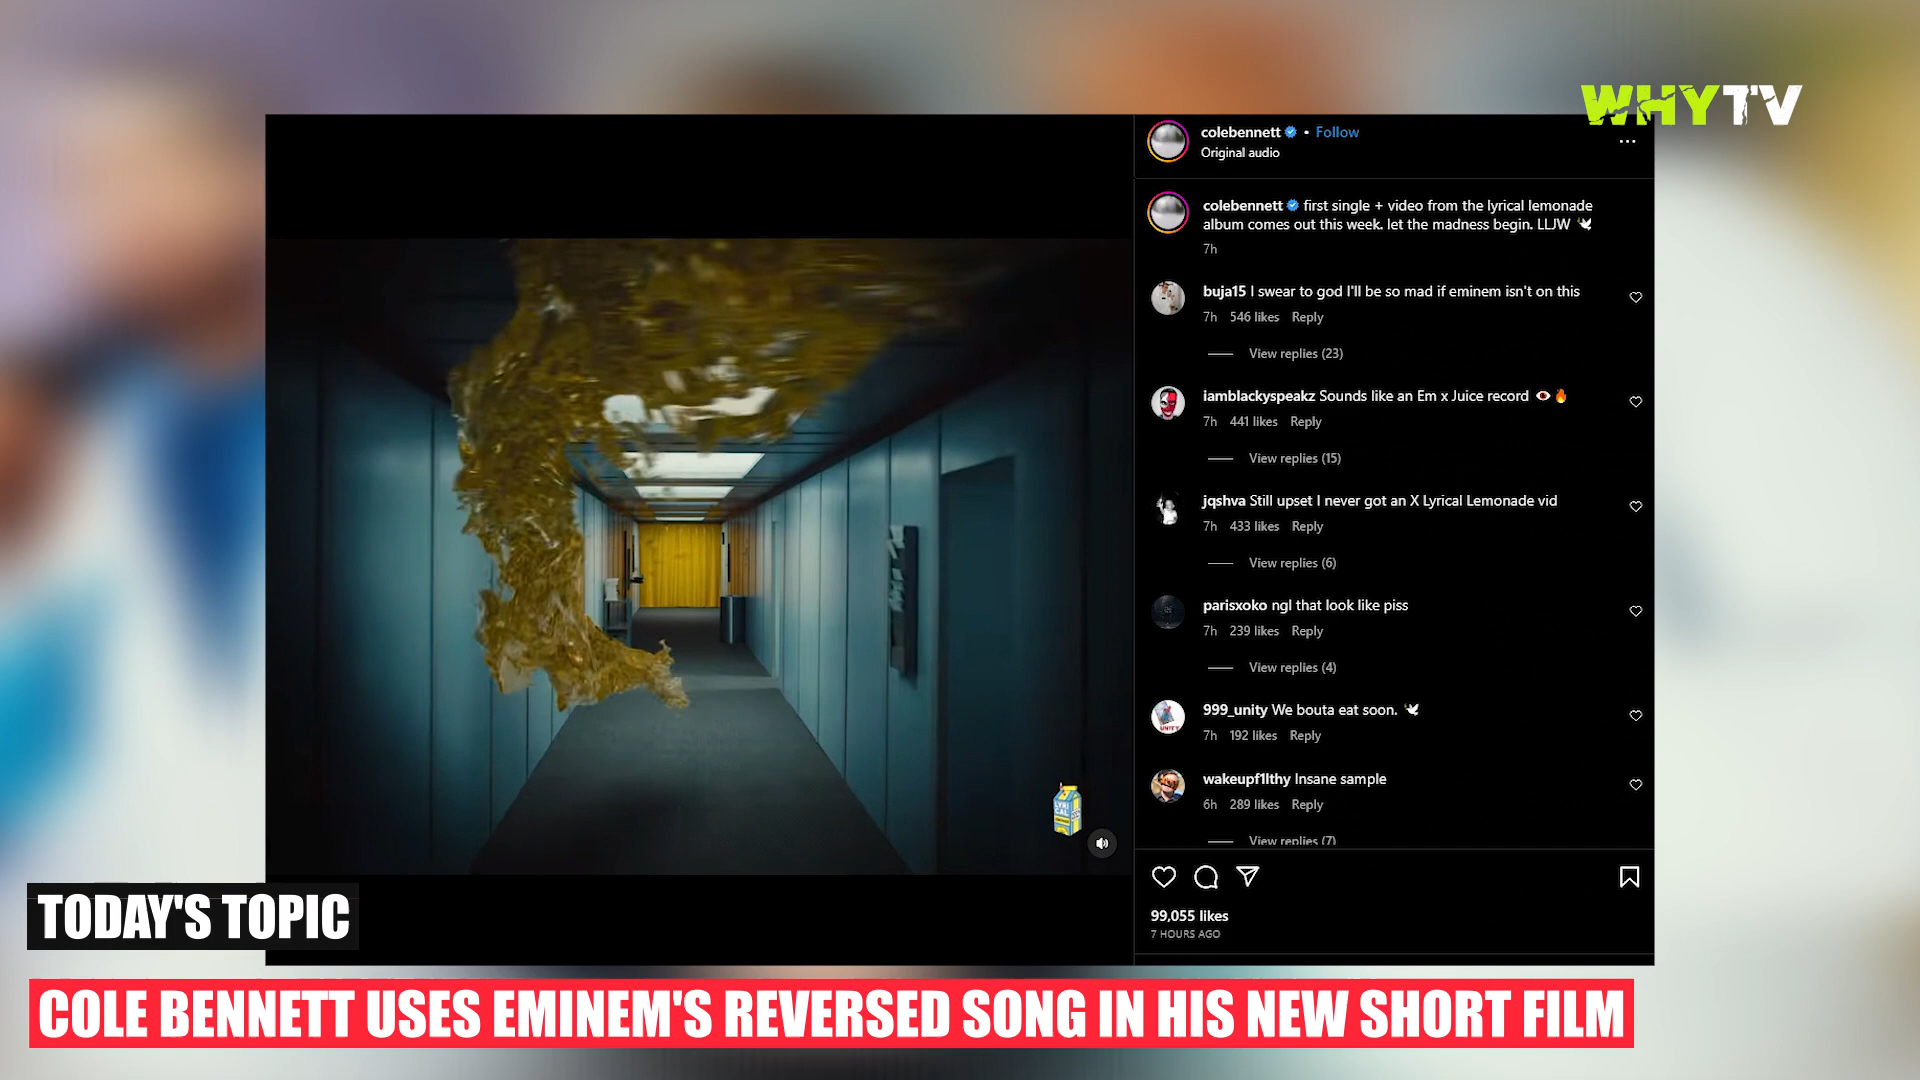 WHYTV
colebennett • Follow
Original audio
...
colebennett first single + video from the lyrical lemonade
album comes out this week. let the madness begin. LLJW 🕊
7h
buja15 I swear to god I'll be so mad if eminem isn't on this
7h 546 likes Reply
View replies (23)
iamblackyspeakz Sounds like an Em x Juice record 👁🔥
7h 441 likes Reply
View replies (15)
jqshva Still upset I never got an X Lyrical Lemonade vid
7h 433 likes Reply
View replies (6)
parisxoko ngl that look like piss
7h 239 likes Reply
View replies (4)
999_unity We bouta eat soon. 🕊
7h 192 likes Reply
wakeupf1lthy Insane sample
6h 289 likes Reply
View replies (7)
LYRI
CAL
99,055 likes
7 HOURS AGO
TODAY'S TOPIC
COLE BENNETT USES EMINEM'S REVERSED SONG IN HIS NEW SHORT FILM